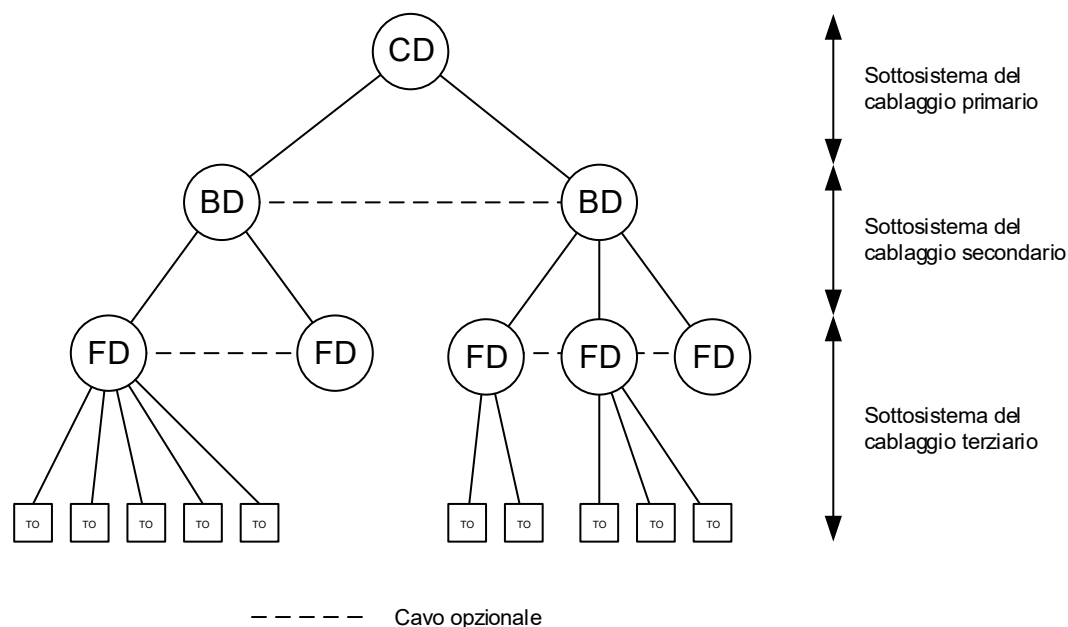 CD
Sottosistema del
cablaggio primario
BD
BD
Sottosistema del
cablaggio secondario
FD
FD
FD
FD
FD
Sottosistema del
cablaggio terziario
TO
TO
TO
TO
TO
TO
TO
TO
TO
TO
Cavo opzionale